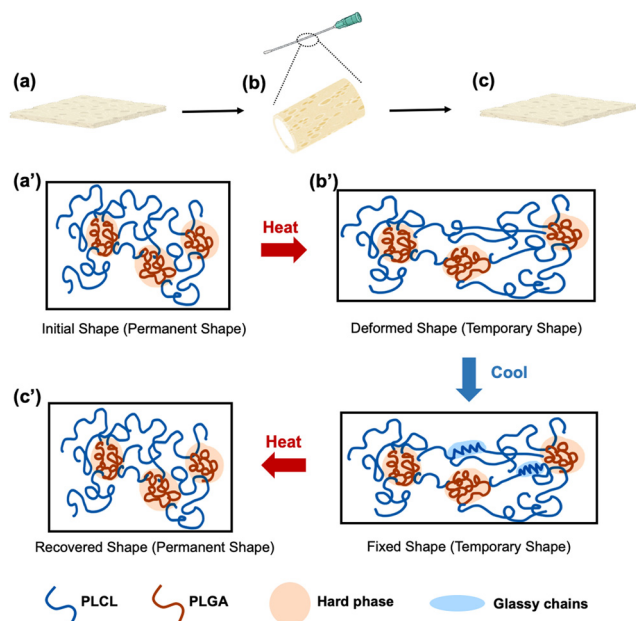 (a)
(b)
(c)
(a’)
(b’)
Heat
Initial Shape (Permanent Shape)
Deformed Shape (Temporary Shape)
Cool
(c’)
Heat
Recovered Shape (Permanent Shape)
Fixed Shape (Temporary Shape)
PLCL
PLGA
Hard phase
Glassy chains